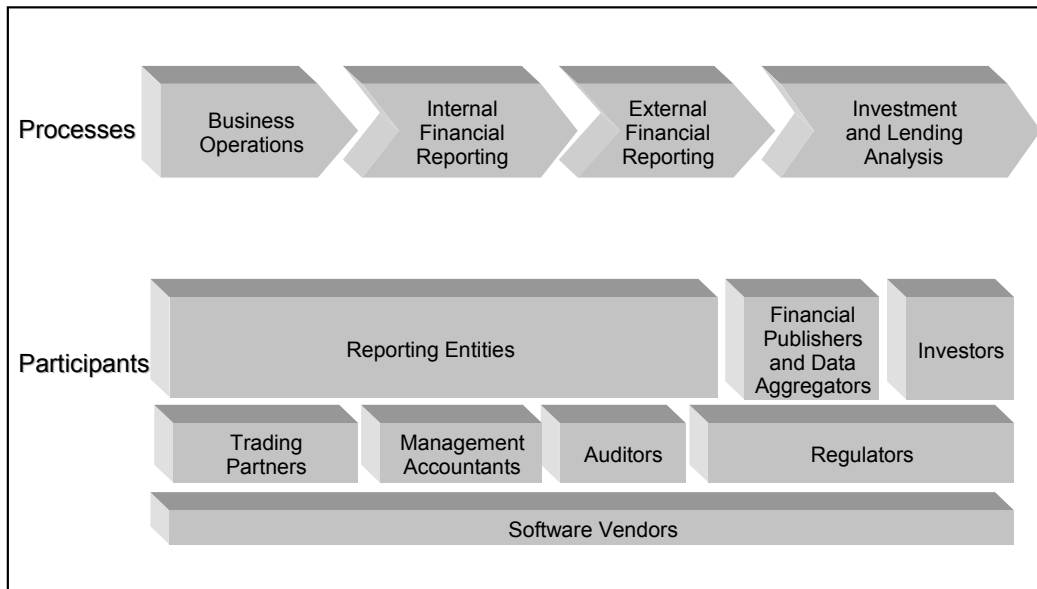 Processes
Business
Operations
Internal
Financial
Reporting
External
Financial
Reporting
Investment
and Lending
Analysis
Participants
Reporting Entities
Financial
Publishers
and Data
Aggregators
Investors
Trading
Partners
Management
Accountants
Auditors
Regulators
Software Vendors